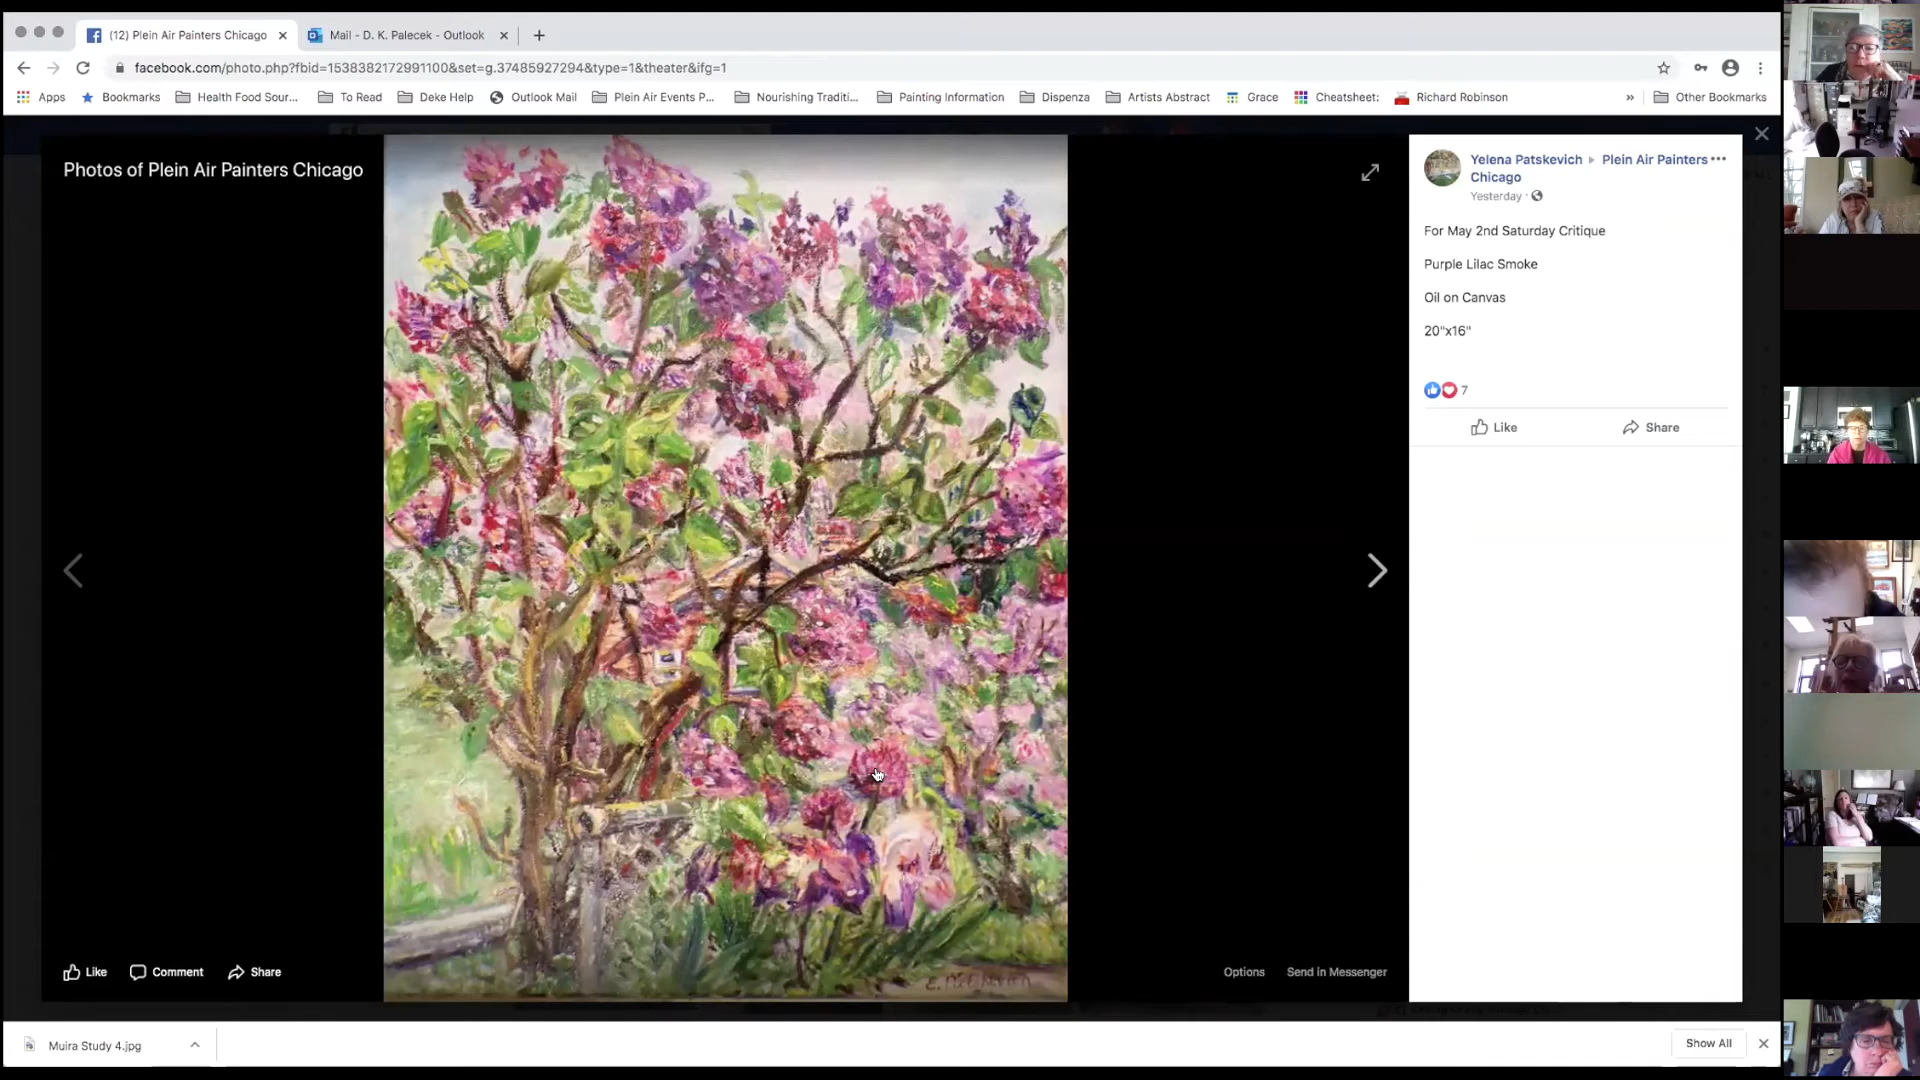 (12) Plein Air Painters Chicago
Mail - D. K. Palecek - Outlook
facebook.com/photo.php?fbid=1538382172991100&set=g.37485927294&type=1&theater&ifg=1
Apps
Bookmarks
Health Food Sour...
To Read
Deke Help
Outlook Mail
Plein Air Events P...
Nourishing Traditi...
Painting Information
Dispenza
Artists Abstract
Grace
Cheatsheet:
Richard Robinson
»
Other Bookmarks
Photos of Plein Air Painters Chicago
Yelena Patskevich ▸ Plein Air Painters
Chicago
Yesterday ·
For May 2nd Saturday Critique
Purple Lilac Smoke
Oil on Canvas
20"x16"
7
Like
Share
Like
Comment
Share
Options
Send in Messenger
Muira Study 4.jpg
Show All